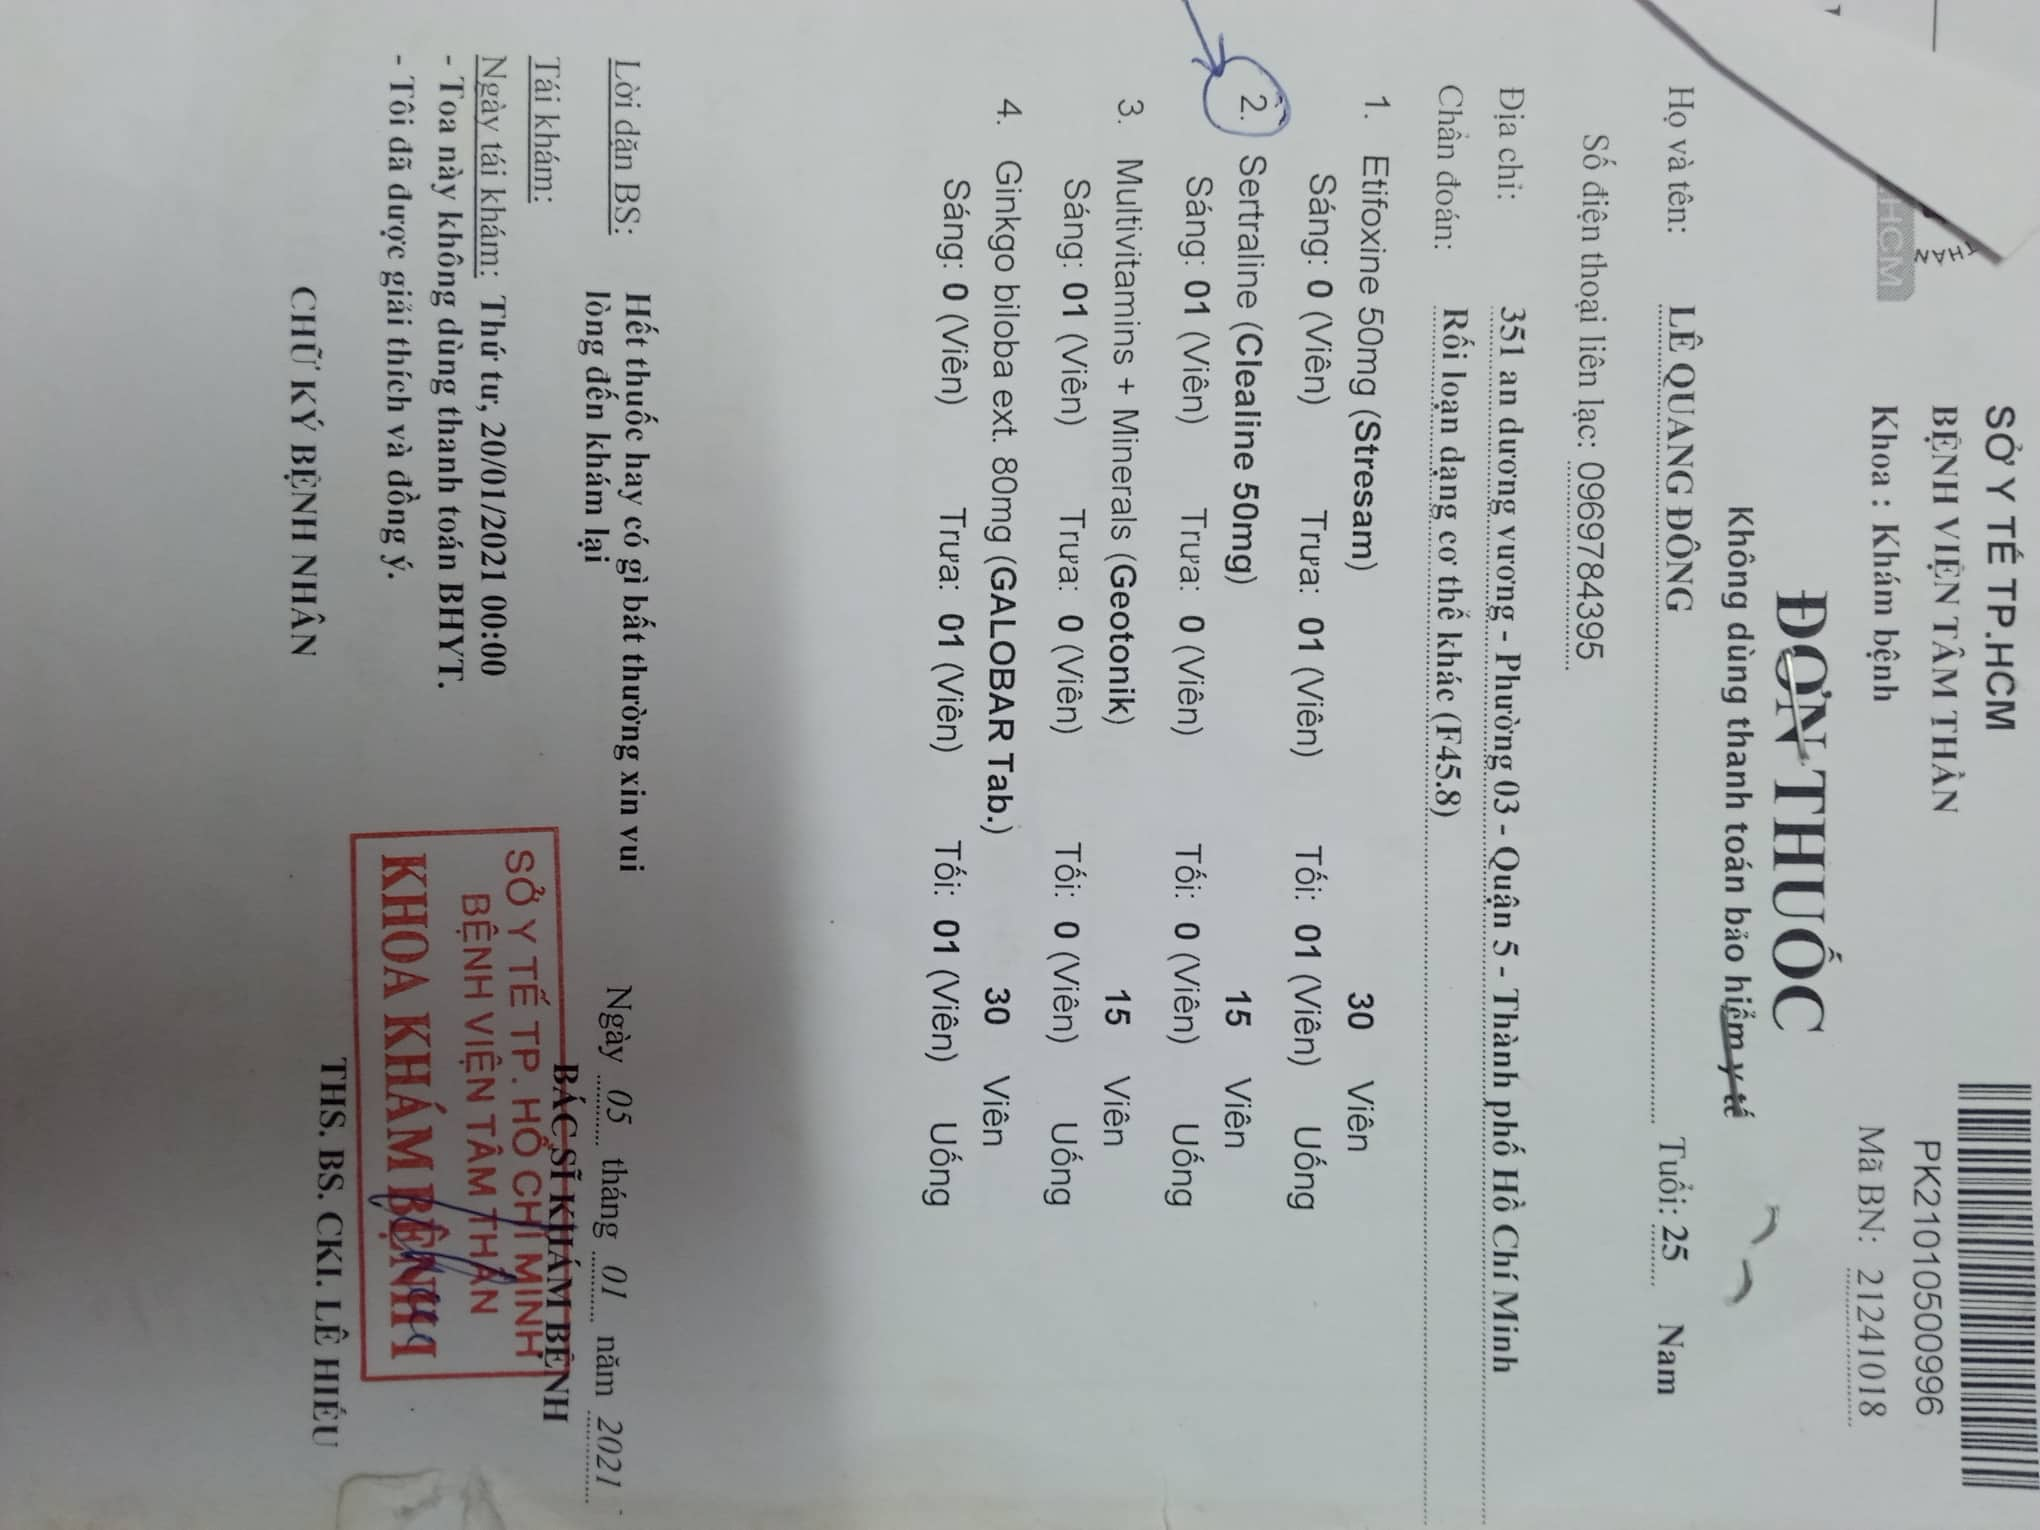 SỞ Y TẾ TP.HCM
BỆNH VIỆN TÂM THẦN
Khoa : Khám bệnh
HCM
PK2101050​0996
Mã BN: 21241018
ĐƠN THUỐC
Không dùng thanh toán bảo hiểm y tế
Họ và tên: LÊ QUANG ĐÔNG Tuổi: 25 Nam
Số điện thoại liên lạc: 0969784395
Địa chỉ: 351 an dương vương - Phường 03 - Quận 5 - Thành phố Hồ Chí Minh
Chẩn đoán: Rối loạn dạng cơ thể khác (F45.8)
1. Etifoxine 50mg (Stresam) 30 Viên
Sáng: 0 (Viên) Trưa: 01 (Viên) Tối: 01 (Viên) Uống
2. Sertraline (Clealine 50mg) 15 Viên
Sáng: 01 (Viên) Trưa: 0 (Viên) Tối: 0 (Viên) Uống
3. Multivitamins + Minerals (Geotonik) 15 Viên
Sáng: 01 (Viên) Trưa: 0 (Viên) Tối: 0 (Viên) Uống
4. Ginkgo biloba ext. 80mg (GALOBAR Tab.) 30 Viên
Sáng: 0 (Viên) Trưa: 01 (Viên) Tối: 01 (Viên) Uống
Lời dặn BS: Hết thuốc hay có gì bất thường xin vui
lòng đến khám lại
Ngày 05 tháng 01 năm 2021
Tái khám:
BÁC SĨ KHÁM BỆNH
Ngày tái khám: Thứ tư, 20/01/2021 00:00
- Toa này không dùng thanh toán BHYT.
- Tôi đã được giải thích và đồng ý.
SỞ Y TẾ TP. HỒ CHÍ MINH
BỆNH VIỆN TÂM THẦN
KHOA KHÁM BỆNH
CHỮ KÝ BỆNH NHÂN
THS. BS. CKI. LÊ HIẾU